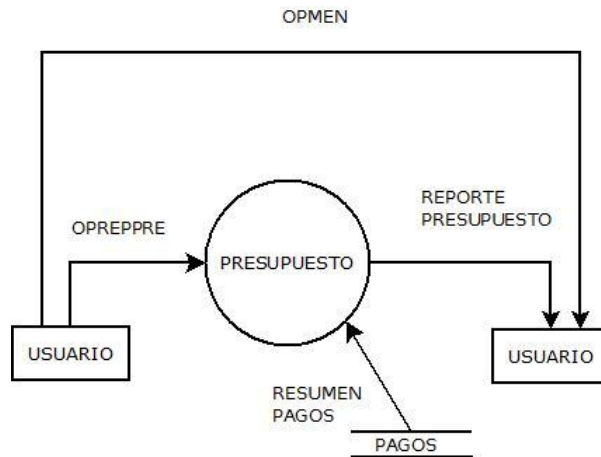 OPMEN
REPORTE
PRESUPUESTO
OPREPPRE
PRESUPUESTO
USUARIO
USUARIO
RESUMEN
PAGOS
PAGOS